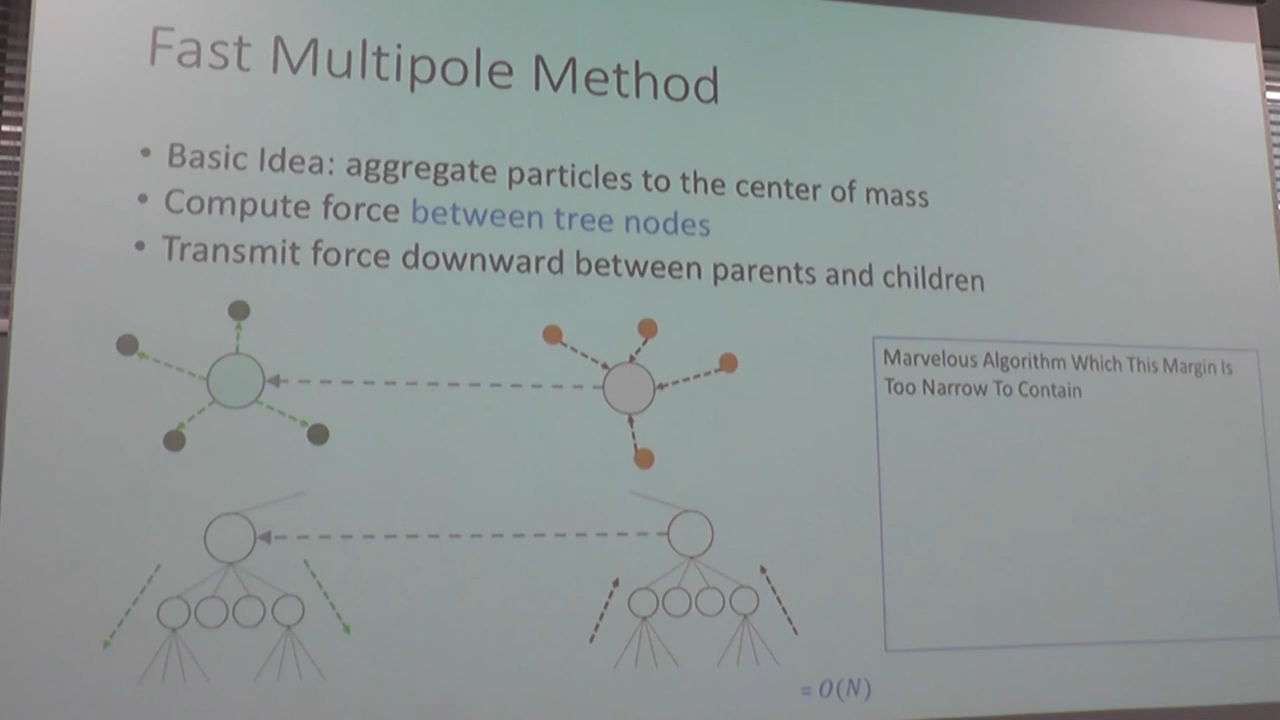 Fast Multipole Method
• Basic Idea: aggregate particles to the center of mass
• Compute force between tree nodes
• Transmit force downward between parents and children
Marvelous Algorithm Which This Margin Is
Too Narrow To Contain
= O(N)